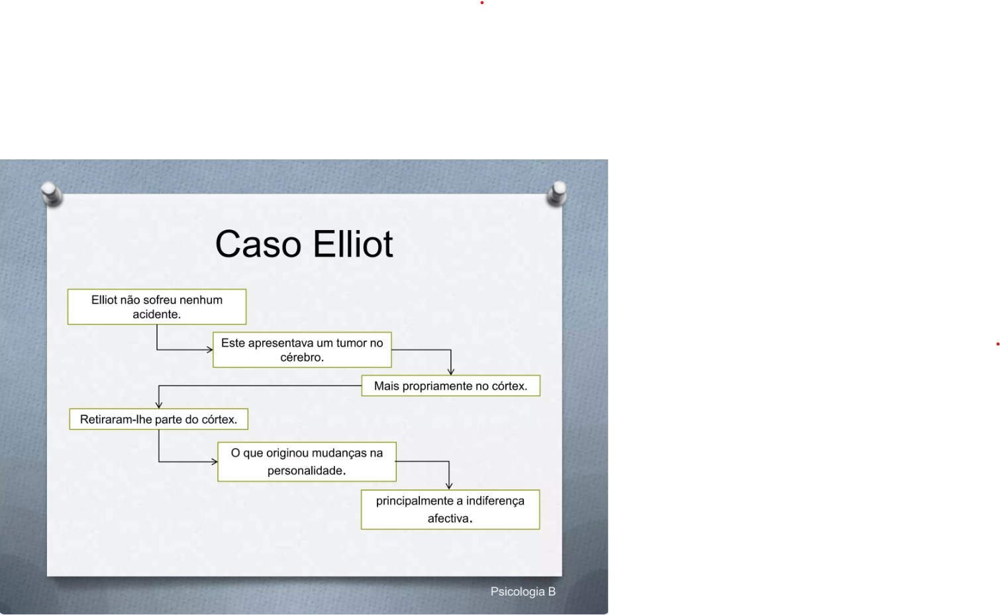 Caso Elliot
Elliot não sofreu nenhum
acidente.
Este apresentava um tumor no
cérebro.
Mais propriamente no córtex.
Retiraram-lhe parte do córtex.
O que originou mudanças na
personalidade.
principalmente a indiferença
afectiva.
Psicologia B